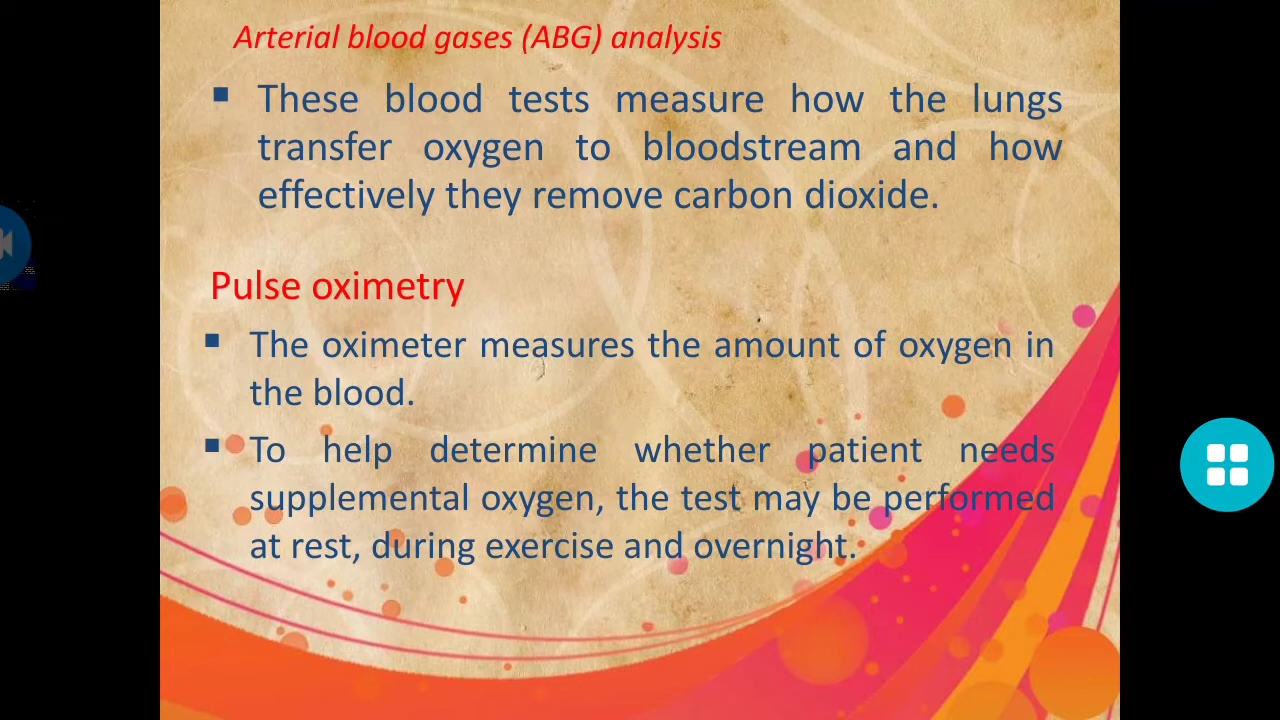 Arterial blood gases (ABG) analysis
▪ These blood tests measure how the lungs
transfer oxygen to bloodstream and how
effectively they remove carbon dioxide.
Pulse oximetry
▪ The oximeter measures the amount of oxygen in
the blood.
▪ To help determine whether patient needs
supplemental oxygen, the test may be performed
at rest, during exercise and overnight.